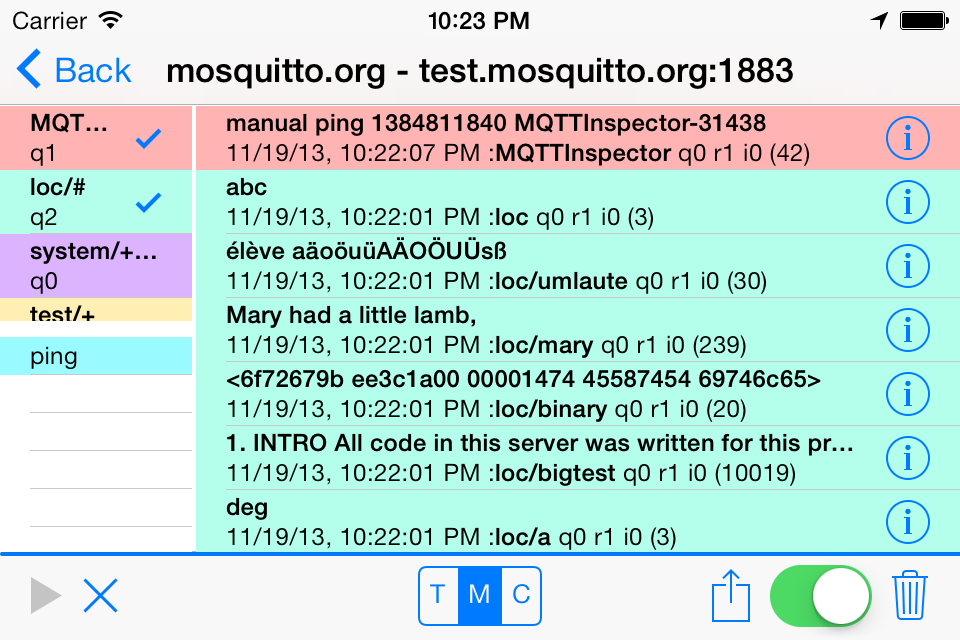 Carrier 10:23 PM
Back mosquitto.org - test.mosquitto.org:1883
MQT...
q1
loc/#
q2
system/+...
q0
test/+
ping
manual ping 1384811840 MQTTInspector-31438
11/19/13, 10:22:07 PM :MQTTInspector q0 r1 i0 (42)
abc
11/19/13, 10:22:01 PM :loc q0 r1 i0 (3)
élève aäoöuüAÄOÖUÜsß
11/19/13, 10:22:01 PM :loc/umlaute q0 r1 i0 (30)
Mary had a little lamb,
11/19/13, 10:22:01 PM :loc/mary q0 r1 i0 (239)
<6f72679b ee3c1a00 00001474 45587454 69746c65>
11/19/13, 10:22:01 PM :loc/binary q0 r1 i0 (20)
1. INTRO All code in this server was written for this pr...
11/19/13, 10:22:01 PM :loc/bigtest q0 r1 i0 (10019)
deg
11/19/13, 10:22:01 PM :loc/a q0 r1 i0 (3)
T M C